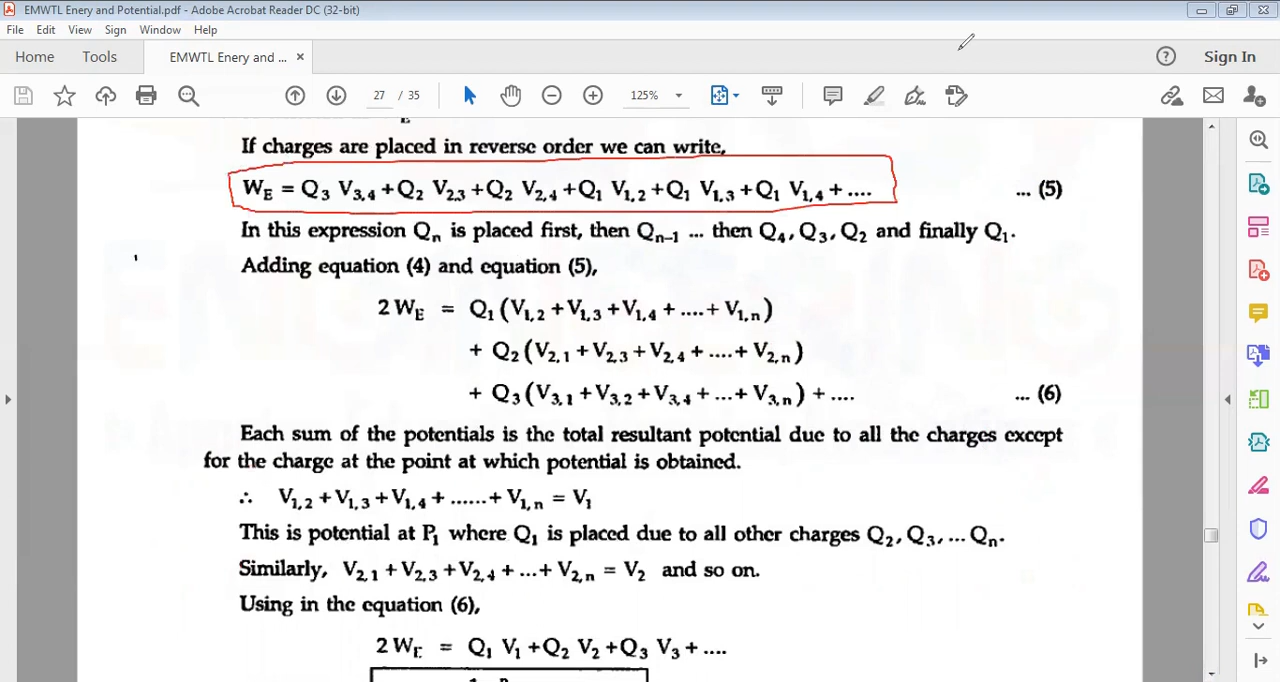 EMWTL Enery and Potential.pdf - Adobe Acrobat Reader DC (32-bit)
File Edit View Sign Window Help
Home Tools EMWTL Enery and ... × Sign In
27 / 35 125%
If charges are placed in reverse order we can write,
W_E = Q_3 V_3,4 + Q_2 V_2,3 + Q_2 V_2,4 + Q_1 V_1,2 + Q_1 V_1,3 + Q_1 V_1,4 + .... ... (5)
In this expression Q_n is placed first, then Q_n-1 ... then Q_4, Q_3, Q_2 and finally Q_1.
Adding equation (4) and equation (5),
2 W_E = Q_1 (V_1,2 + V_1,3 + V_1,4 + .... + V_1,n)
+ Q_2 (V_2,1 + V_2,3 + V_2,4 + .... + V_2,n)
+ Q_3 (V_3,1 + V_3,2 + V_3,4 + ... + V_3,n) + .... ... (6)
Each sum of the potentials is the total resultant potential due to all the charges except
for the charge at the point at which potential is obtained.
∴ V_1,2 + V_1,3 + V_1,4 + ...... + V_1,n = V_1
This is potential at P_1 where Q_1 is placed due to all other charges Q_2, Q_3, ... Q_n.
Similarly, V_2,1 + V_2,3 + V_2,4 + ... + V_2,n = V_2 and so on.
Using in the equation (6),
2 W_E = Q_1 V_1 + Q_2 V_2 + Q_3 V_3 + ....